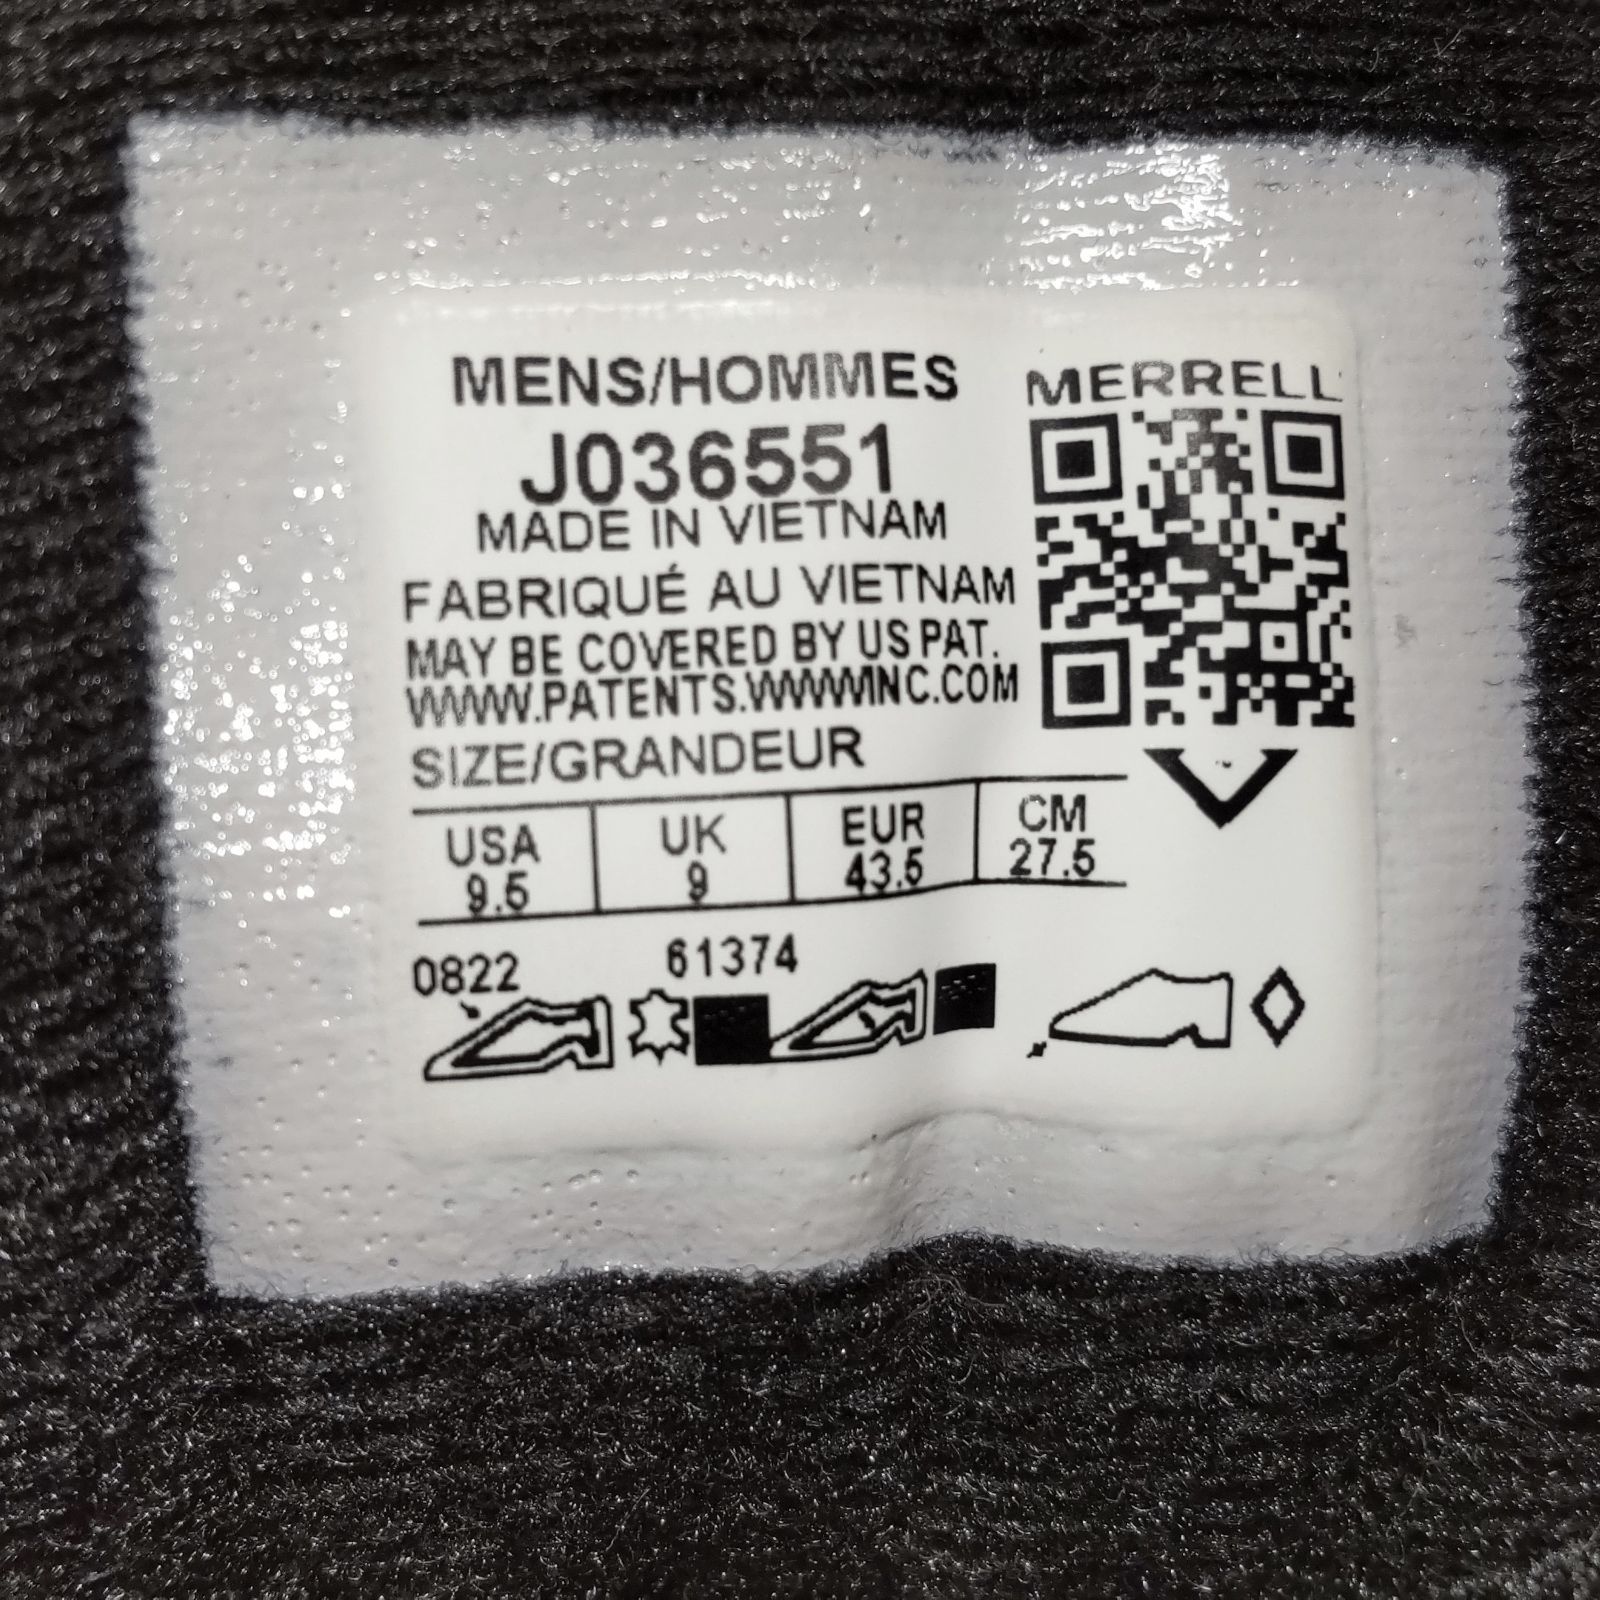 MENS/HOMMES
J036551
MADE IN VIETNAM
FABRIQUÉ AU VIETNAM
MAY BE COVERED BY US PAT.
WWW.PATENTS.WWWINC.COM
SIZE/GRANDEUR
USA UK EUR CM
9.5 9 43.5 27.5
0822 61374
MERRELL